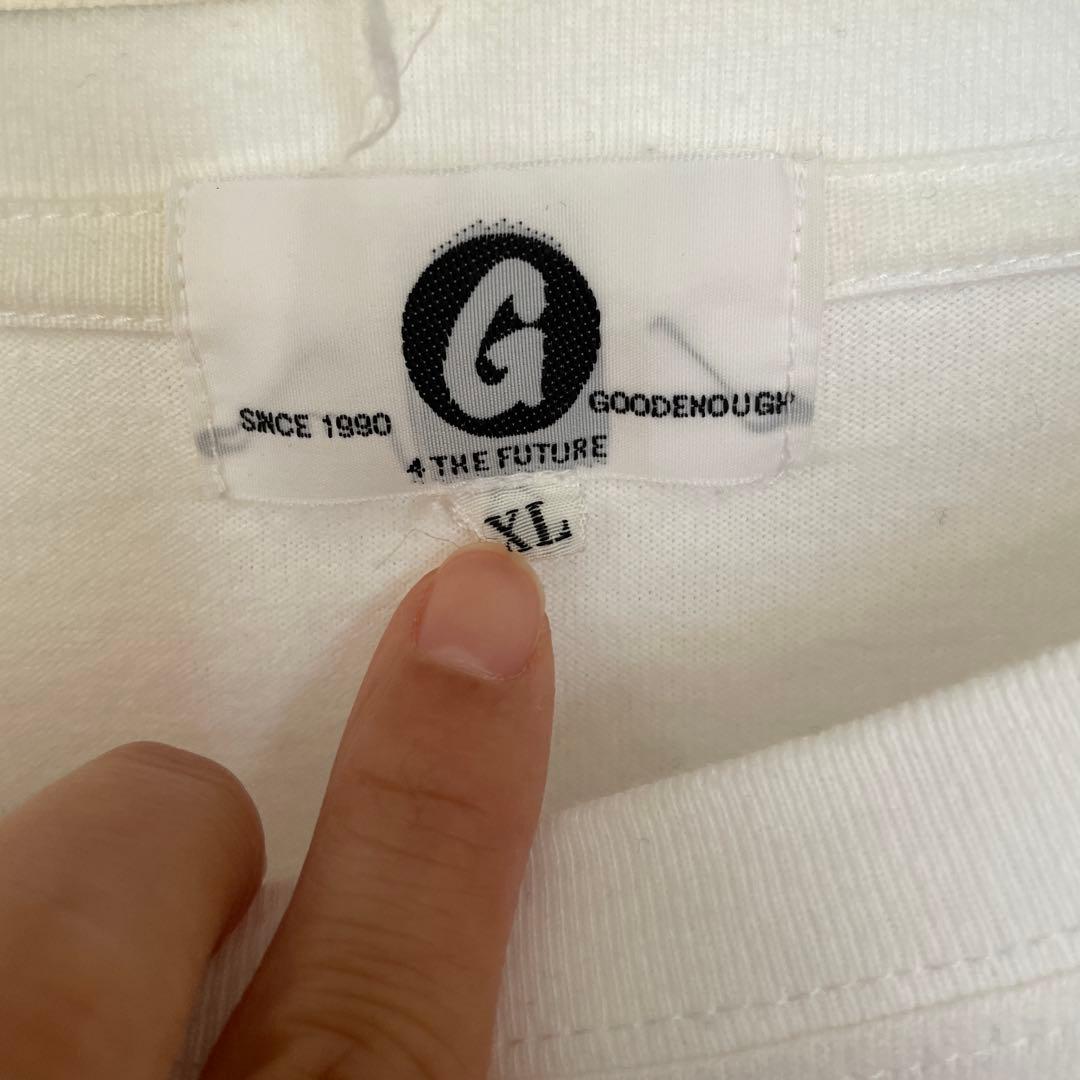 G
SINCE 1990
GOODENOUGH
4 THE FUTURE
XL